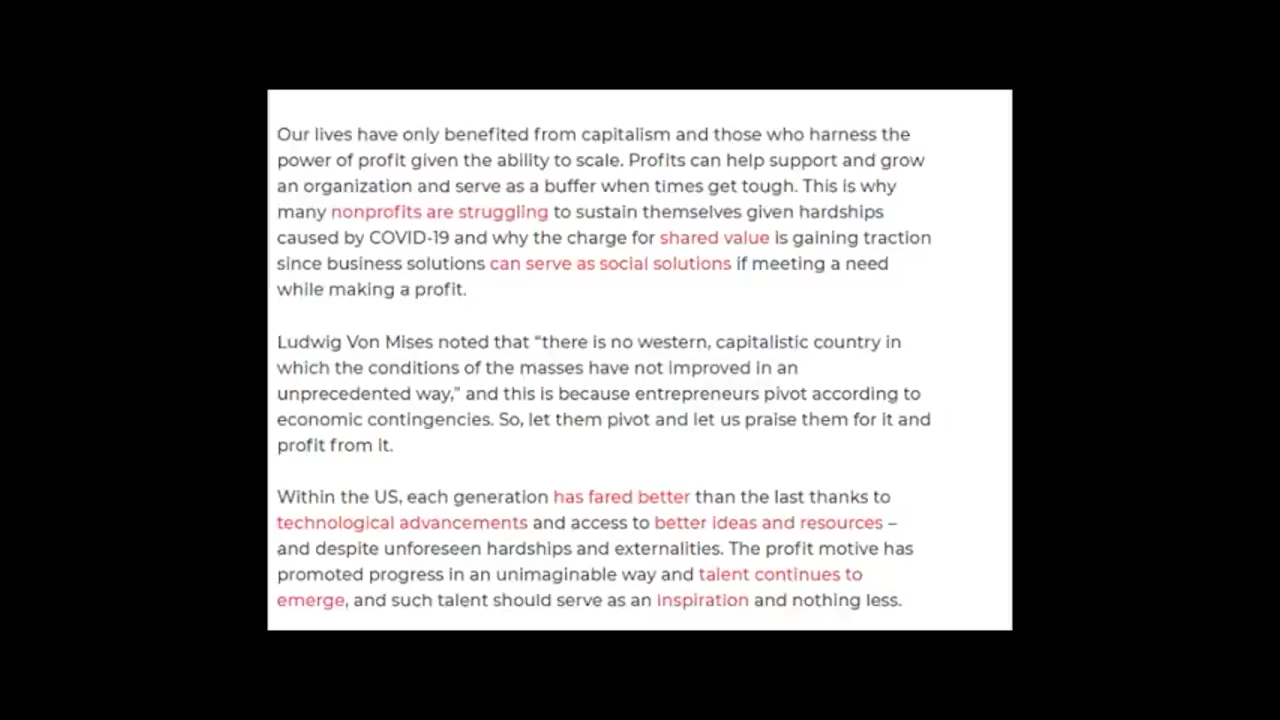 Our lives have only benefited from capitalism and those who harness the
power of profit given the ability to scale. Profits can help support and grow
an organization and serve as a buffer when times get tough. This is why
many nonprofits are struggling to sustain themselves given hardships
caused by COVID-19 and why the charge for shared value is gaining traction
since business solutions can serve as social solutions if meeting a need
while making a profit.
Ludwig Von Mises noted that “there is no western, capitalistic country in
which the conditions of the masses have not improved in an
unprecedented way,” and this is because entrepreneurs pivot according to
economic contingencies. So, let them pivot and let us praise them for it and
profit from it.
Within the US, each generation has fared better than the last thanks to
technological advancements and access to better ideas and resources –
and despite unforeseen hardships and externalities. The profit motive has
promoted progress in an unimaginable way and talent continues to
emerge, and such talent should serve as an inspiration and nothing less.